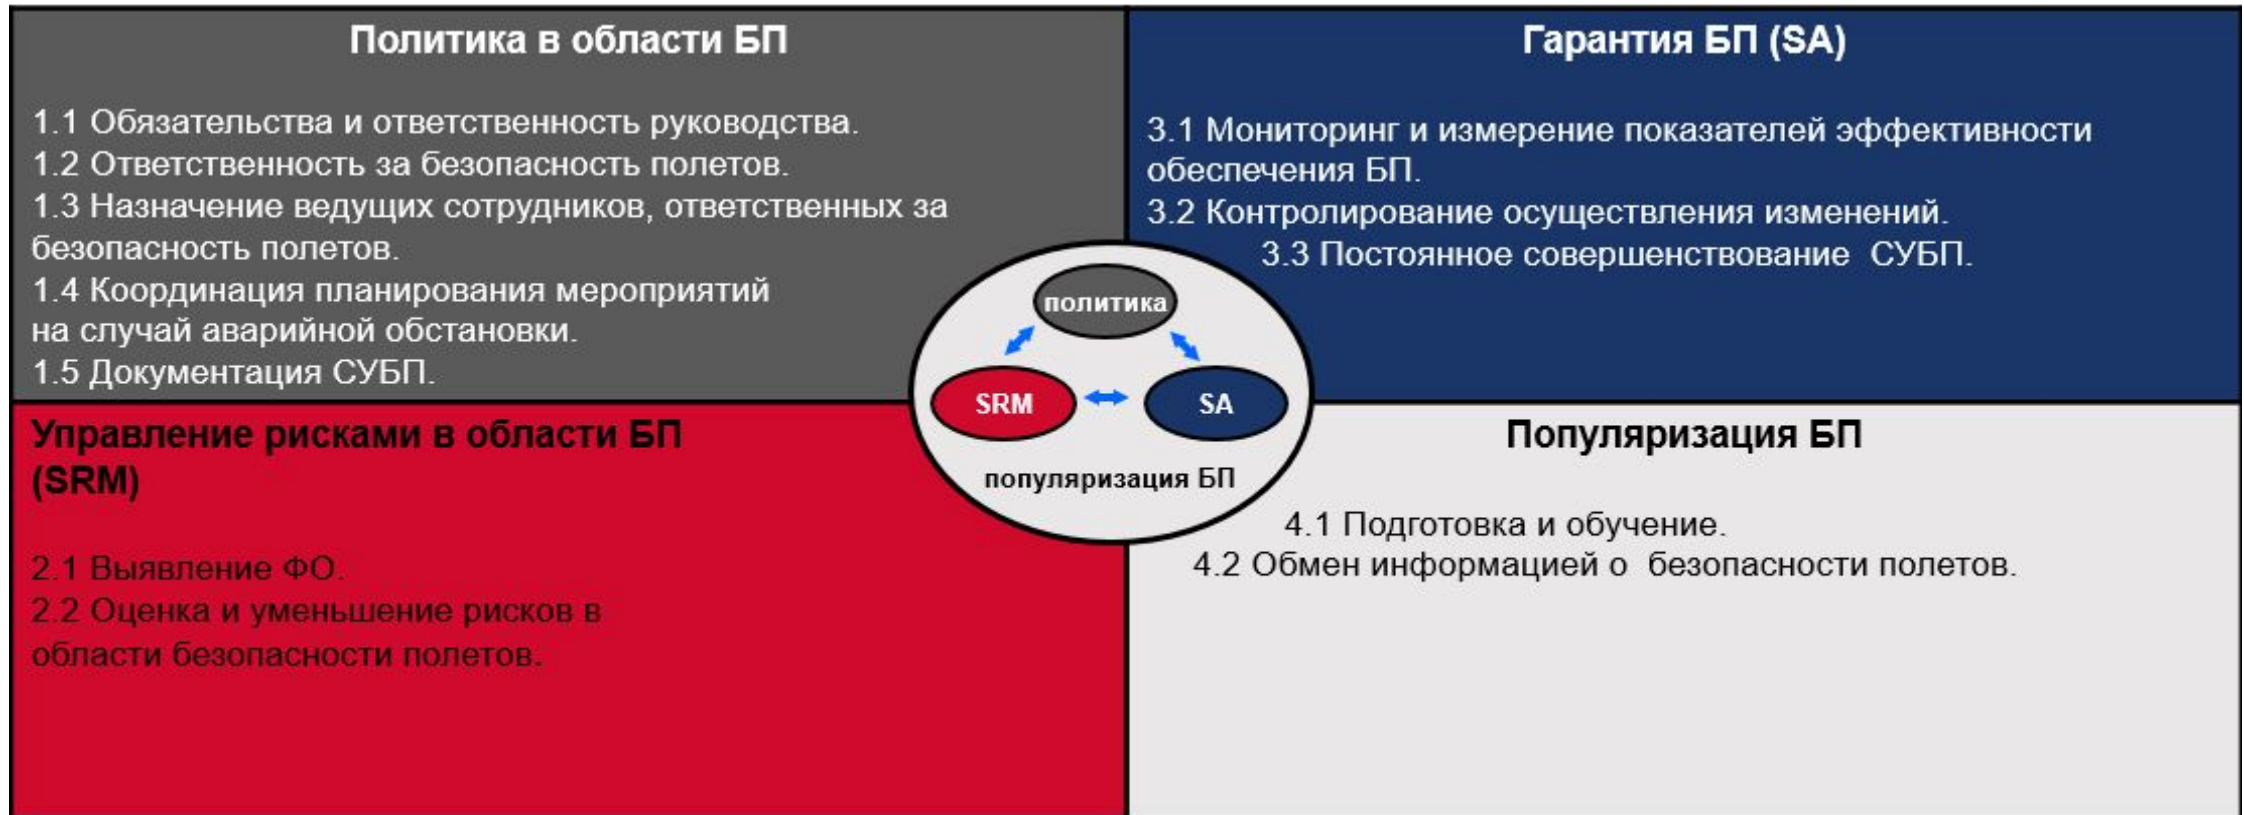 Политика в области БП
1.1 Обязательства и ответственность руководства.
1.2 Ответственность за безопасность полетов.
1.3 Назначение ведущих сотрудников, ответственных за
безопасность полетов.
1.4 Координация планирования мероприятий
на случай аварийной обстановки.
1.5 Документация СУБП.
Гарантия БП (SA)
3.1 Мониторинг и измерение показателей эффективности
обеспечения БП.
3.2 Контролирование осуществления изменений.
3.3 Постоянное совершенствование СУБП.
политика
SRM
SA
популяризация БП
Управление рисками в области БП
(SRM)
2.1 Выявление ФО.
2.2 Оценка и уменьшение рисков в
области безопасности полетов.
Популяризация БП
4.1 Подготовка и обучение.
4.2 Обмен информацией о безопасности полетов.